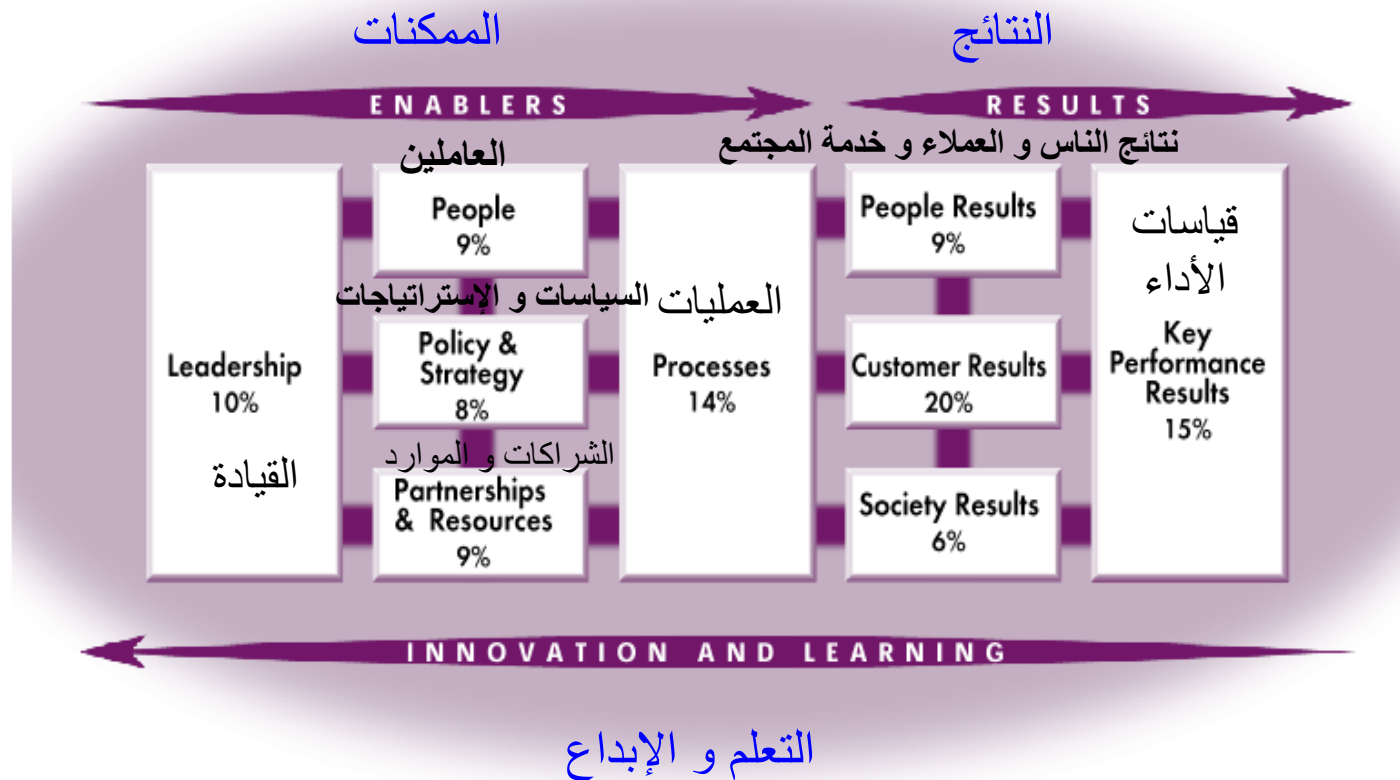 الممكنات
النتائج
ENABLERS
RESULTS
العاملين
نتائج الناس و العملاء و خدمة المجتمع
People
9%
People Results
9%
قياسات
الأداء
السياسات و الإستراتياجات
العمليات
Leadership
10%
القيادة
Policy &
Strategy
8%
Processes
14%
Customer Results
20%
Key
Performance
Results
15%
الشراكات و الموارد
Partnerships
& Resources
9%
Society Results
6%
INNOVATION AND LEARNING
التعلم و الإبداع